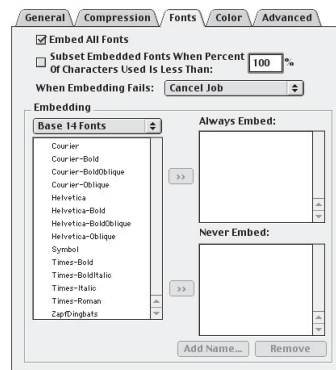 General Compression Fonts Color Advanced
Embed All Fonts
Subset Embedded Fonts When Percent
Of Characters Used Is Less Than: 100 %
When Embedding Fails: Cancel Job
Embedding
Base 14 Fonts
Courier
Courier-Bold
Courier-BoldOblique
Courier-Oblique
Helvetica
Helvetica-Bold
Helvetica-BoldOblique
Helvetica-Oblique
Symbol
Times-Bold
Times-BoldItalic
Times-Italic
Times-Roman
ZapfDingbats
>>
>>
Always Embed:
Never Embed:
Add Name... Remove